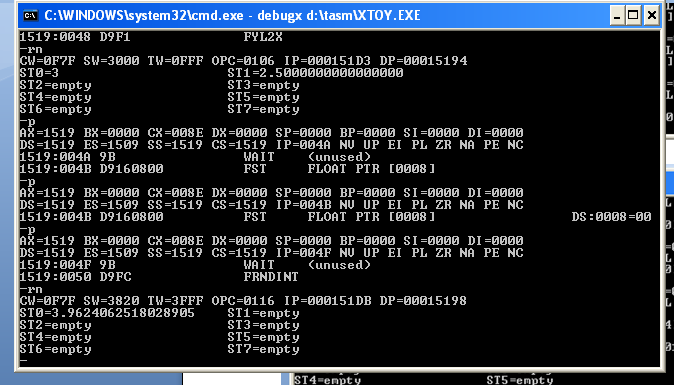 C:\WINDOWS\system32\cmd.exe - debugx d:\tasm\XTOY.EXE
1519:0048 D9F1 FYL2X
-rn
CW=0F7F SW=3000 TW=0FFF OPC=0106 IP=000151D3 DP=00015194
ST0=3 ST1=2.5000000000000000
ST2=empty ST3=empty
ST4=empty ST5=empty
ST6=empty ST7=empty
-p
AX=1519 BX=0000 CX=008E DX=0000 SP=0000 BP=0000 SI=0000 DI=0000
DS=1519 ES=1509 SS=1519 CS=1519 IP=004A NV UP EI PL ZR NA PE NC
1519:004A 9B WAIT (unused)
1519:004B D9160800 FST FLOAT PTR [0008]
-p
AX=1519 BX=0000 CX=008E DX=0000 SP=0000 BP=0000 SI=0000 DI=0000
DS=1519 ES=1509 SS=1519 CS=1519 IP=004B NV UP EI PL ZR NA PE NC
1519:004B D9160800 FST FLOAT PTR [0008] DS:0008=00
-p
AX=1519 BX=0000 CX=008E DX=0000 SP=0000 BP=0000 SI=0000 DI=0000
DS=1519 ES=1509 SS=1519 CS=1519 IP=004F NV UP EI PL ZR NA PE NC
1519:004F 9B WAIT (unused)
1519:0050 D9FC FRNDINT
-rn
CW=0F7F SW=3820 TW=3FFF OPC=0116 IP=000151DB DP=00015198
ST0=3.9624062518028905 ST1=empty
ST2=empty ST3=empty
ST4=empty ST5=empty
ST6=empty ST7=empty
-
ST4=empty ST5=empty